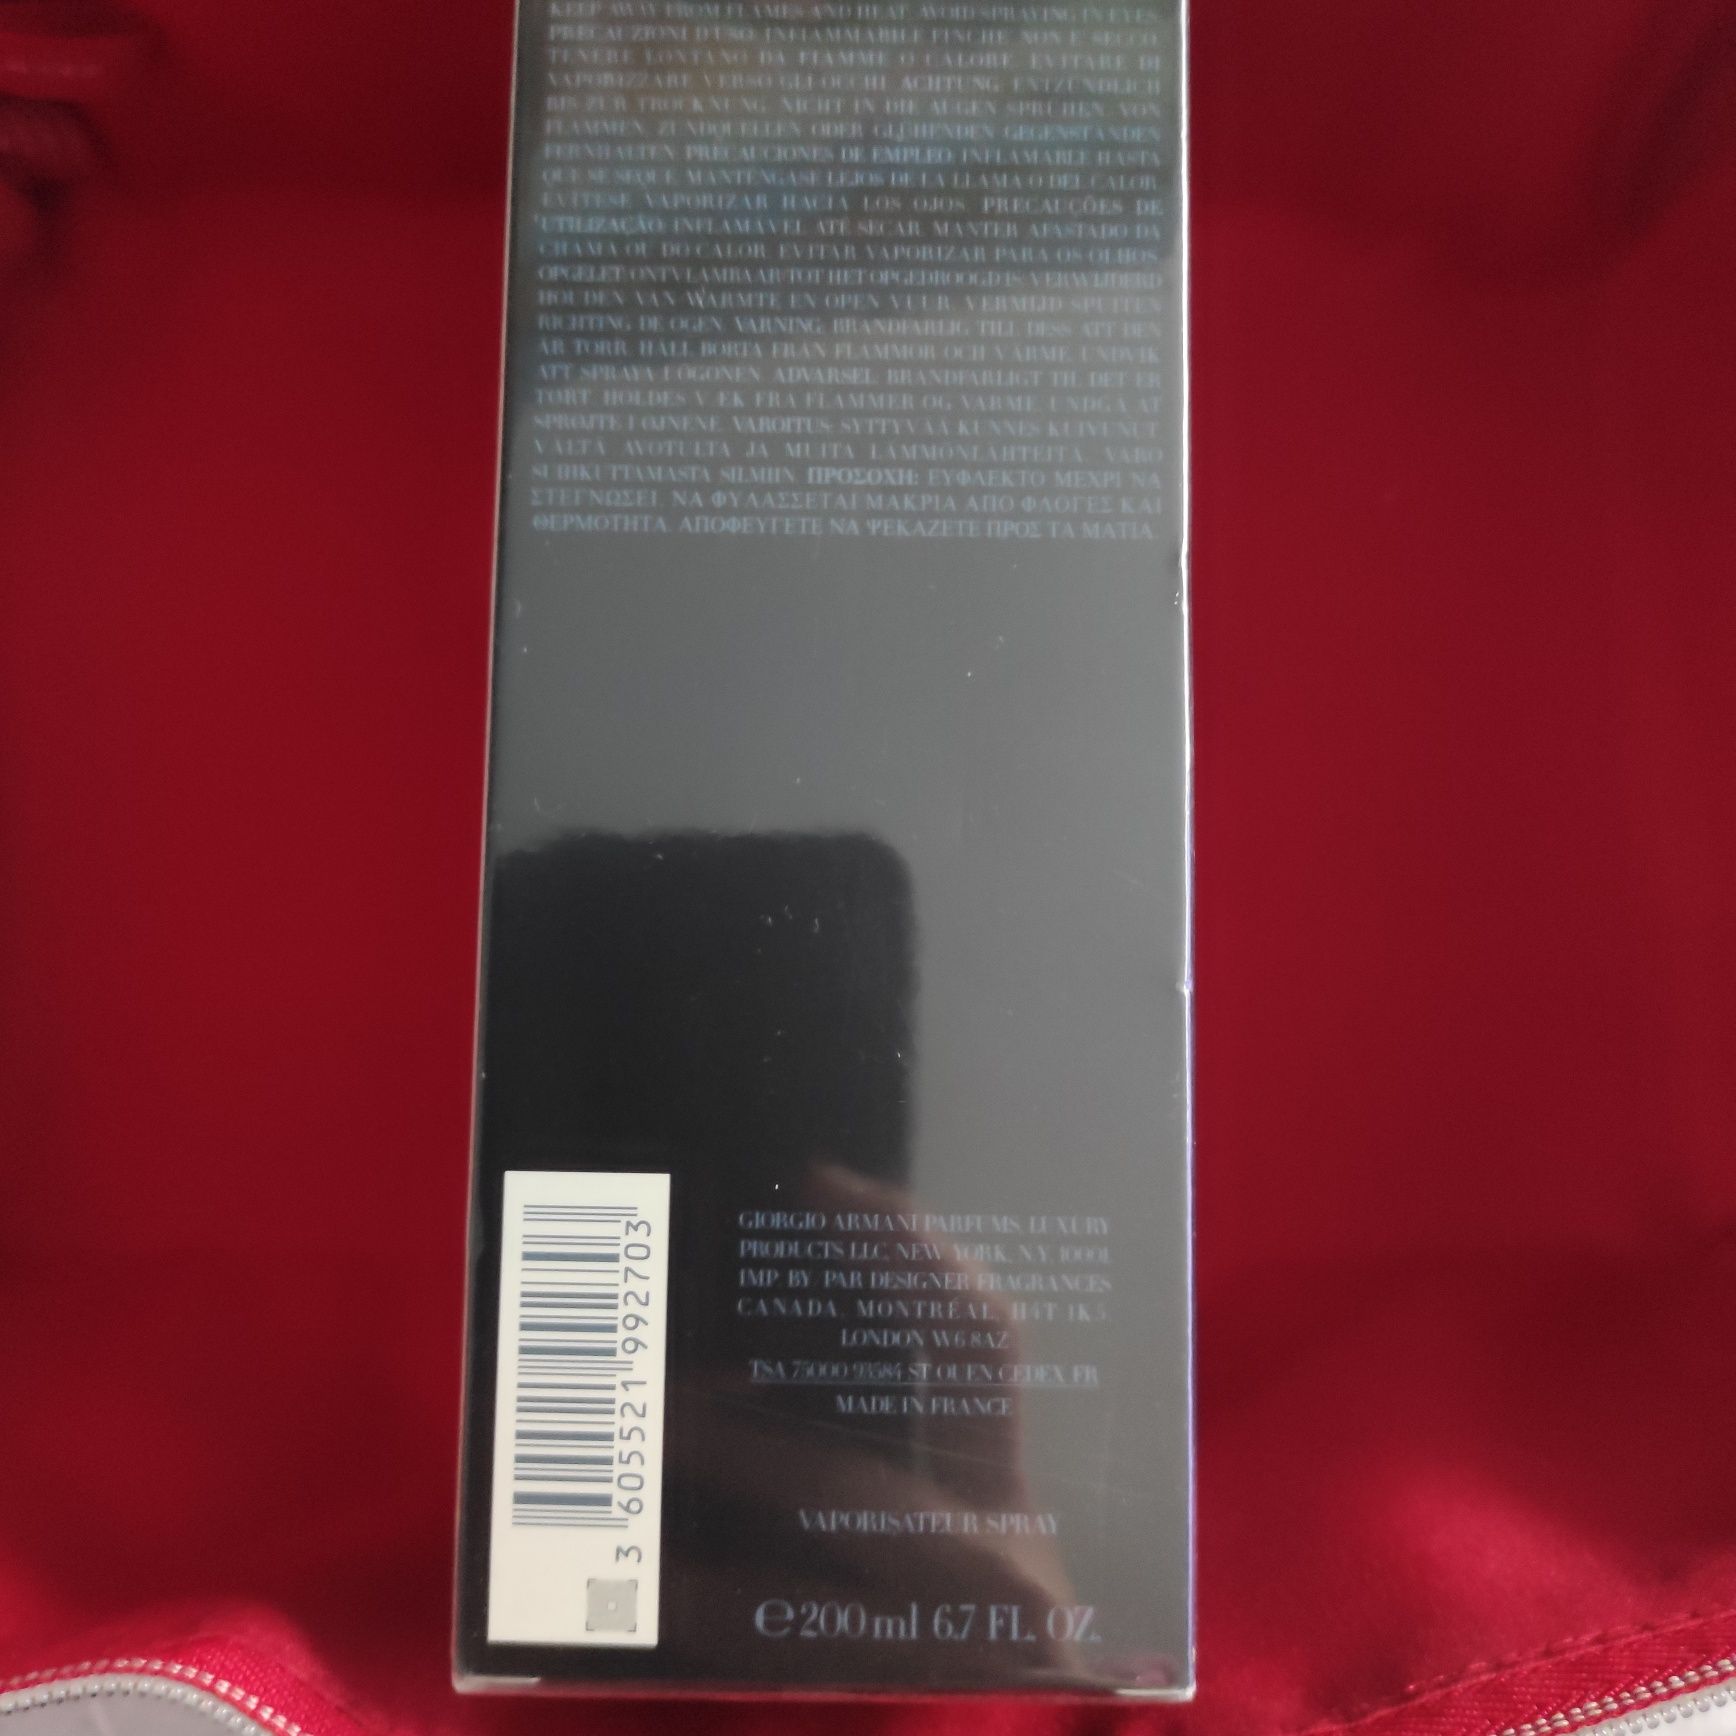 KEEP AWAY FROM FLAMES AND HEAT. AVOID SPRAYING IN EYES.
PRECAUZIONI D'USO: INFIAMMABILE FINCHÉ NON È SECCO.
TENERE LONTANO DA FIAMME O CALORE. EVITARE DI
VAPORIZZARE VERSO GLI OCCHI. ACHTUNG: ENTZÜNDLICH
BIS ZUR TROCKNUNG. NICHT IN DIE AUGEN SPRÜHEN. VON
FLAMMEN, ZÜNDQUELLEN ODER GLÜHENDEN GEGENSTÄNDEN
FERNHALTEN. PRECAUCIONES DE EMPLEO: INFLAMABLE HASTA
QUE SE SEQUE. MANTÉNGASE LEJOS DE LA LLAMA O DEL CALOR.
EVÍTESE VAPORIZAR HACIA LOS OJOS. PRECAUÇÕES DE
UTILIZAÇÃO: INFLAMÁVEL ATÉ SECAR. MANTER AFASTADO DA
CHAMA OU DO CALOR. EVITAR VAPORIZAR PARA OS OLHOS.
OPGELET: ONTVLAMBAAR TOT HET OPGEDROOGD IS. VERWIJDERD
HOUDEN VAN WARMTE EN OPEN VUUR. VERMIJD SPUITEN
RICHTING DE OGEN. VARNING: BRANDFARLIG TILL DESS ATT DEN
ÄR TORR. HÅLL BORTA FRÅN FLAMMOR OCH VÄRME. UNDVIK
ATT SPRAYA I ÖGONEN. ADVARSEL: BRANDFARLIGT TIL DET ER
TØRT. HOLDES VÆK FRA FLAMMER OG VARME. UNDGÅ AT
SPRØJTE I ØJNENE. VAROITUS: SYTTYVÄÄ KUNNES KUIVUNUT.
VÄLTÄ AVOTULTA JA MUITA LÄMMÖNLÄHTEITÄ. VARO
SUIHKUTTAMASTA SILMIIN. ΠΡΟΣΟΧΗ: ΕΥΦΛΕΚΤΟ ΜΕΧΡΙ ΝΑ
ΣΤΕΓΝΩΣΕΙ. ΝΑ ΦΥΛΑΣΣΕΤΑΙ ΜΑΚΡΙΑ ΑΠΟ ΦΛΟΓΕΣ ΚΑΙ
ΘΕΡΜΟΤΗΤΑ. ΑΠΟΦΕΥΓΕΤΕ ΝΑ ΨΕΚΑΖΕΤΕ ΠΡΟΣ ΤΑ ΜΑΤΙΑ.
3 605521 992703
GIORGIO ARMANI PARFUMS, LUXURY
PRODUCTS LLC, NEW YORK, N.Y. 10001.
IMP. BY. PAR DESIGNER FRAGRANCES
CANADA, MONTRÉAL, H4T 1K5.
LONDON W6 8AZ
TSA 75000 93584 ST OUEN CEDEX FR
MADE IN FRANCE
VAPORISATEUR SPRAY
℮ 200 ml 6.7 FL. OZ.